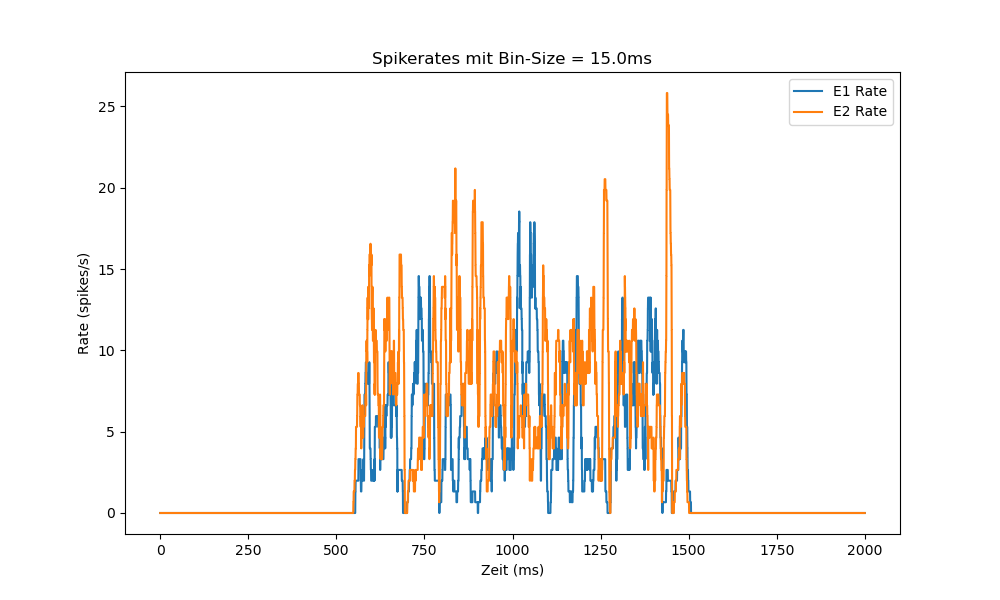 Spikerates mit Bin-Size = 15.0ms
E1 Rate
E2 Rate
25
20
15
10
5
0
Rate (spikes/s)
0 250 500 750 1000 1250 1500 1750 2000
Zeit (ms)